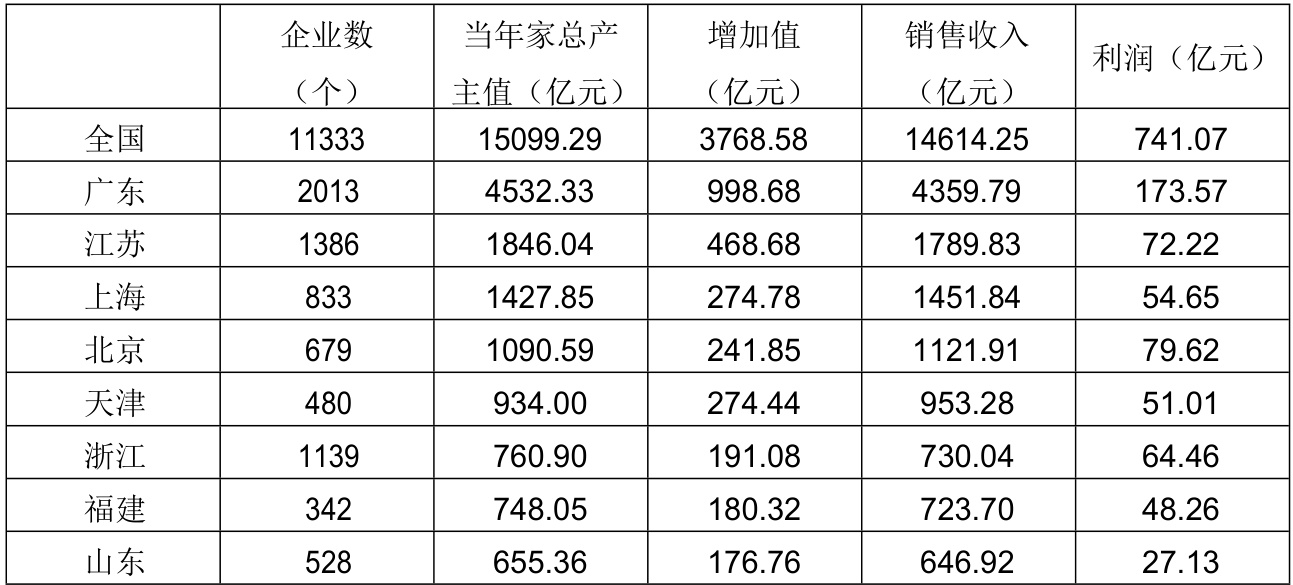 企业数 当年家总产 增加值 销售收入 利润（亿元）
（个） 主值（亿元） （亿元） （亿元）
全国 11333 15099.29 3768.58 14614.25 741.07
广东 2013 4532.33 998.68 4359.79 173.57
江苏 1386 1846.04 468.68 1789.83 72.22
上海 833 1427.85 274.78 1451.84 54.65
北京 679 1090.59 241.85 1121.91 79.62
天津 480 934.00 274.44 953.28 51.01
浙江 1139 760.90 191.08 730.04 64.46
福建 342 748.05 180.32 723.70 48.26
山东 528 655.36 176.76 646.92 27.13